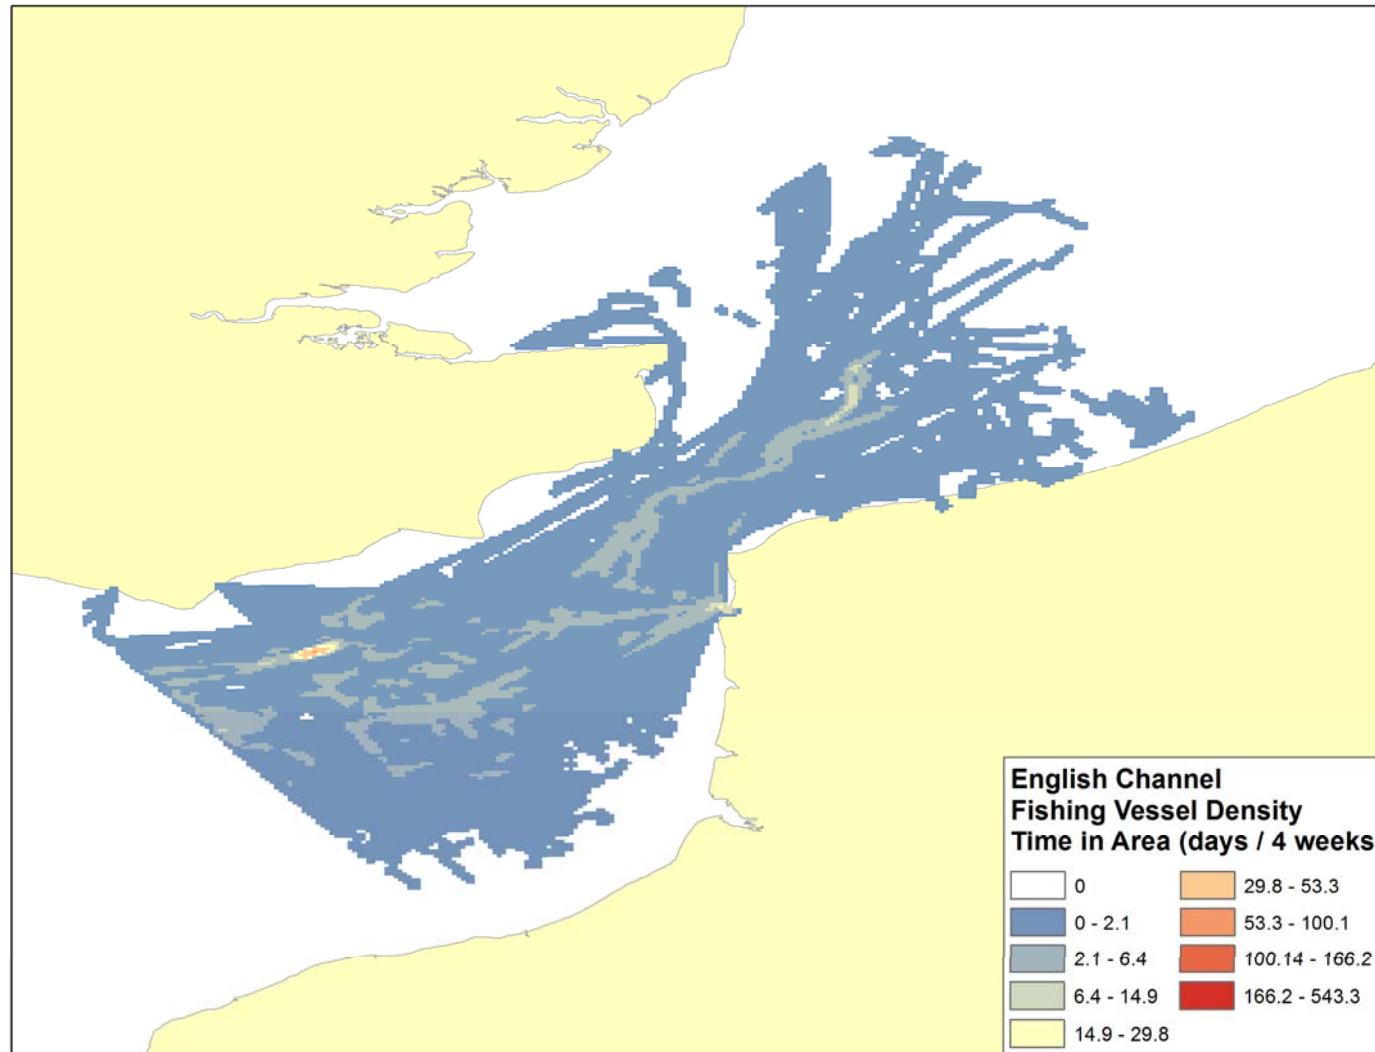 English Channel
Fishing Vessel Density
Time in Area (days / 4 weeks
0
0 - 2.1
2.1 - 6.4
6.4 - 14.9
14.9 - 29.8
29.8 - 53.3
53.3 - 100.1
100.14 - 166.2
166.2 - 543.3